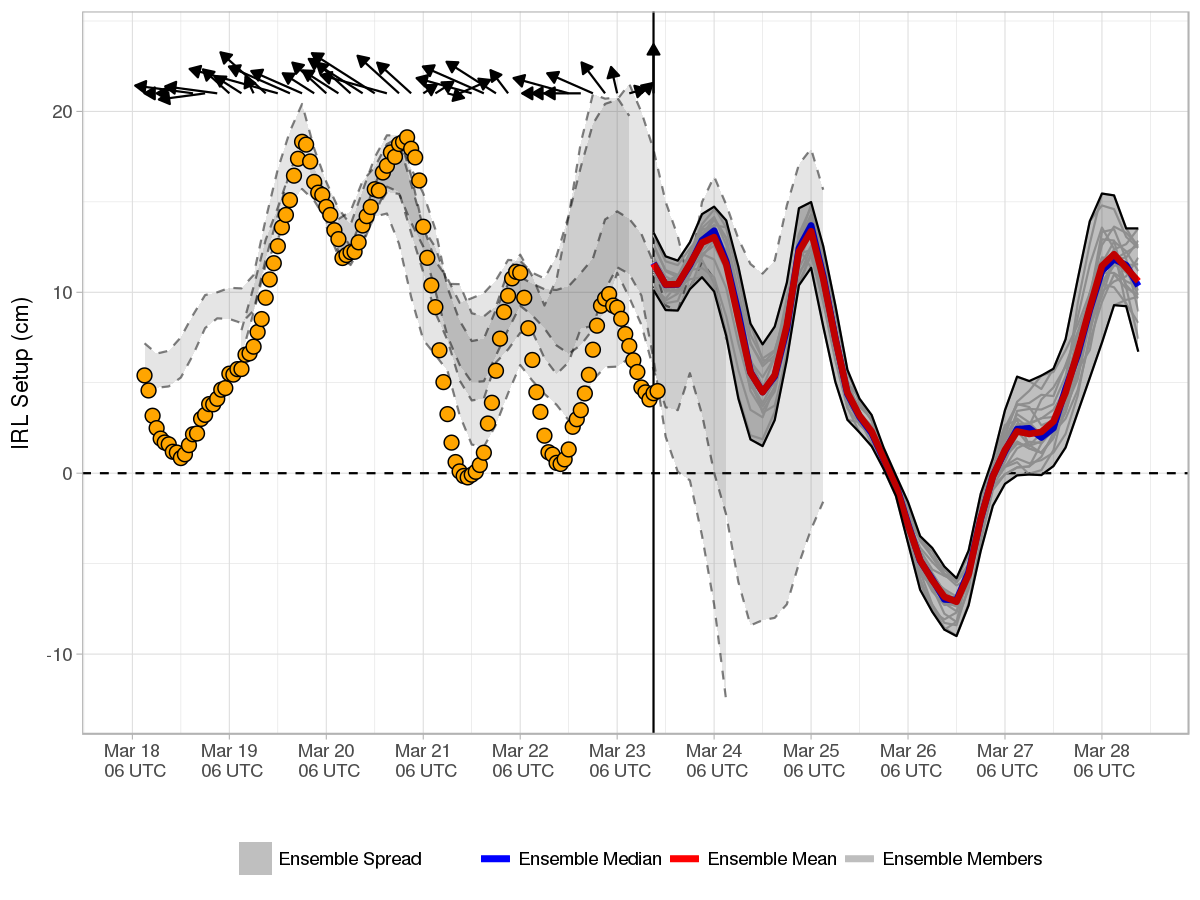 IRL Setup (cm)
20
10
0
-10
Mar 18 Mar 19 Mar 20 Mar 21 Mar 22 Mar 23 Mar 24 Mar 25 Mar 26 Mar 27 Mar 28
06 UTC 06 UTC 06 UTC 06 UTC 06 UTC 06 UTC 06 UTC 06 UTC 06 UTC 06 UTC 06 UTC
Ensemble Spread Ensemble Median Ensemble Mean Ensemble Members